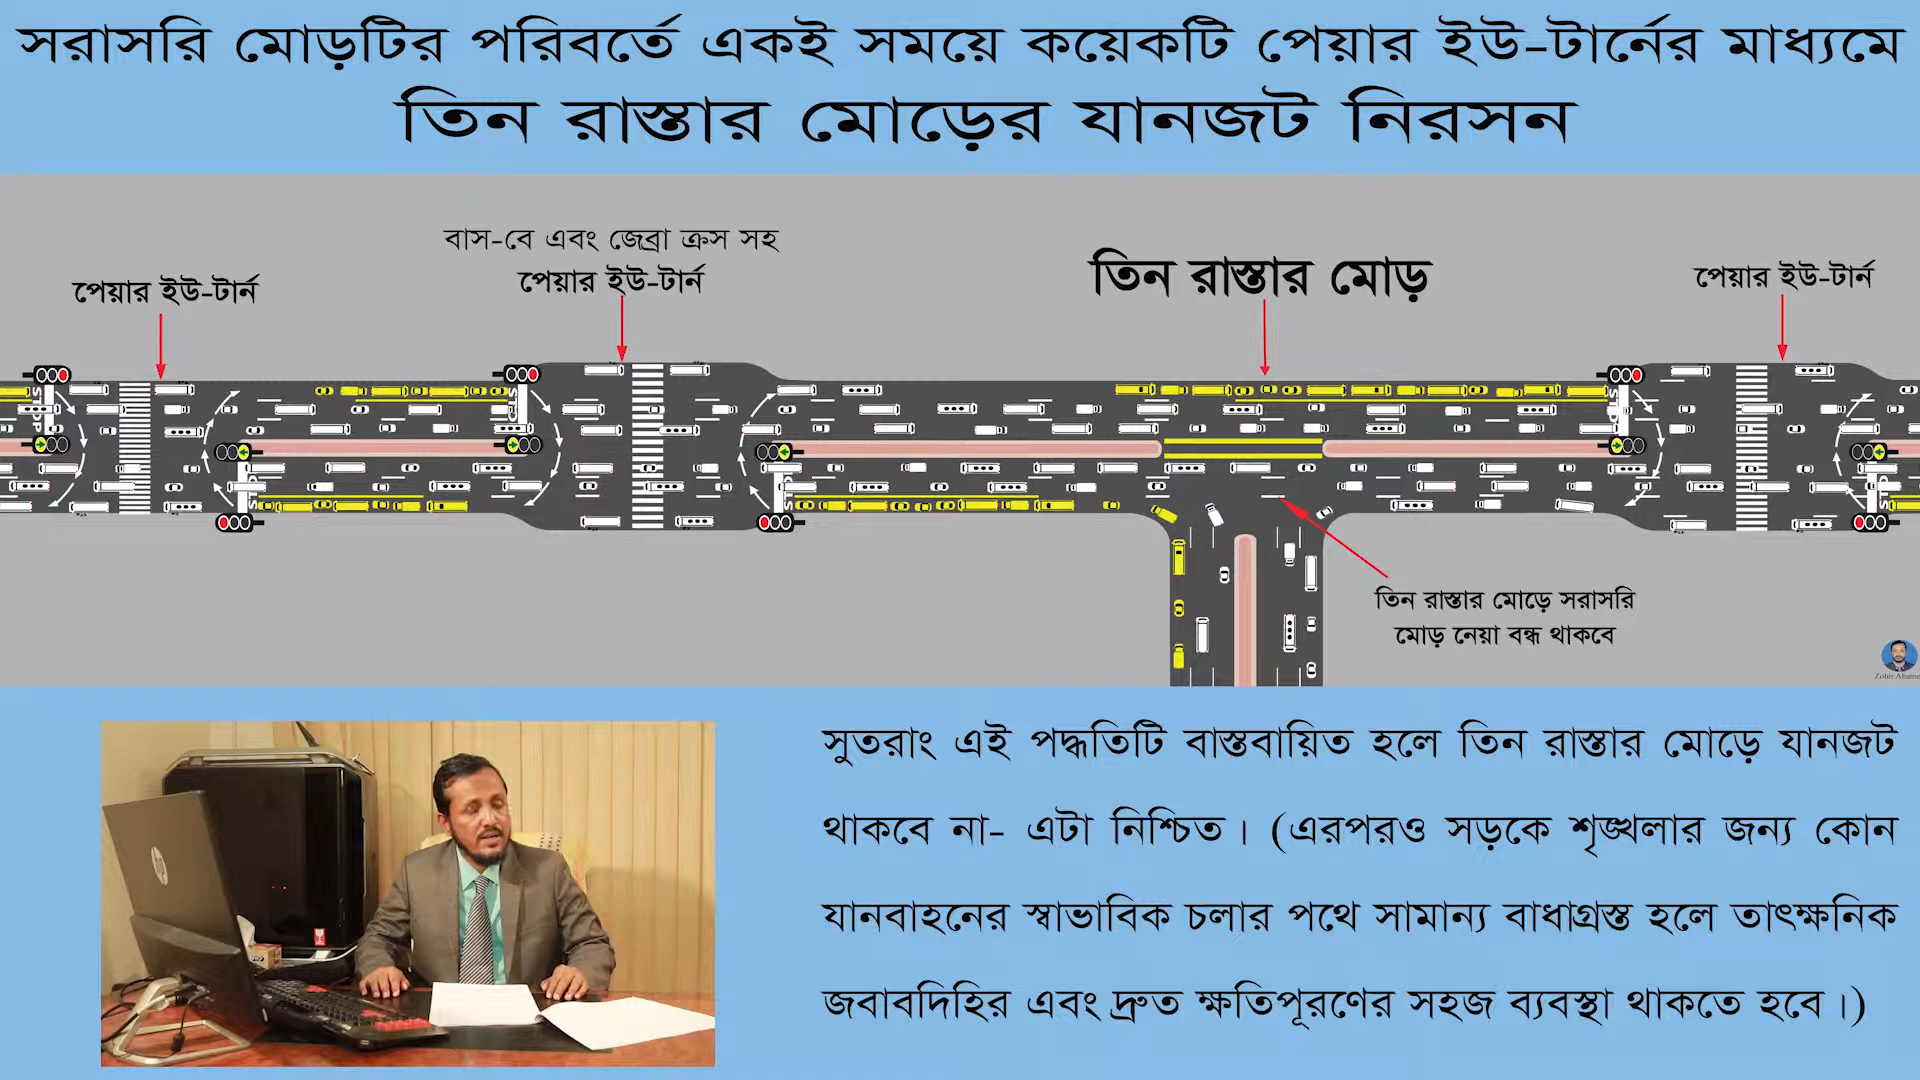 সরাসরি মোড়টির পরিবর্তে একই সময়ে কয়েকটি পেয়ার ইউ-টার্নের মাধ্যমে
তিন রাস্তার মোড়ের যানজট নিরসন
বাস-বে এবং জেব্রা ক্রস সহ
পেয়ার ইউ-টার্ন
পেয়ার ইউ-টার্ন
তিন রাস্তার মোড়
পেয়ার ইউ-টার্ন
তিন রাস্তার মোড়ে সরাসরি
মোড় নেয়া বন্ধ থাকবে
সুতরাং এই পদ্ধতিটি বাস্তবায়িত হলে তিন রাস্তার মোড়ে যানজট
থাকবে না- এটা নিশ্চিত। (এরপরও সড়কে শৃঙ্খলার জন্য কোন
যানবাহনের স্বাভাবিক চলার পথে সামান্য বাধাগ্রস্ত হলে তাৎক্ষনিক
জবাবদিহির এবং দ্রুত ক্ষতিপূরণের সহজ ব্যবস্থা থাকতে হবে।)
hp